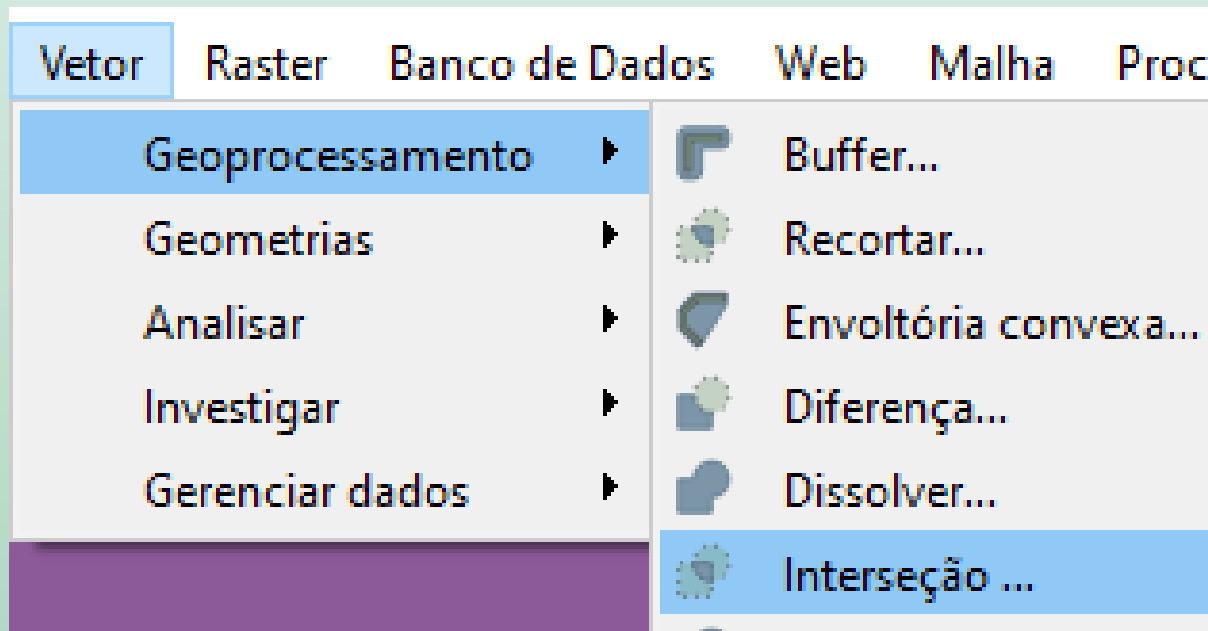 Vetor Raster Banco de Dados Web Malha Proc
Geoprocessamento
Geometrias
Analisar
Investigar
Gerenciar dados
Buffer...
Recortar...
Envoltória convexa...
Diferença...
Dissolver...
Interseção ...